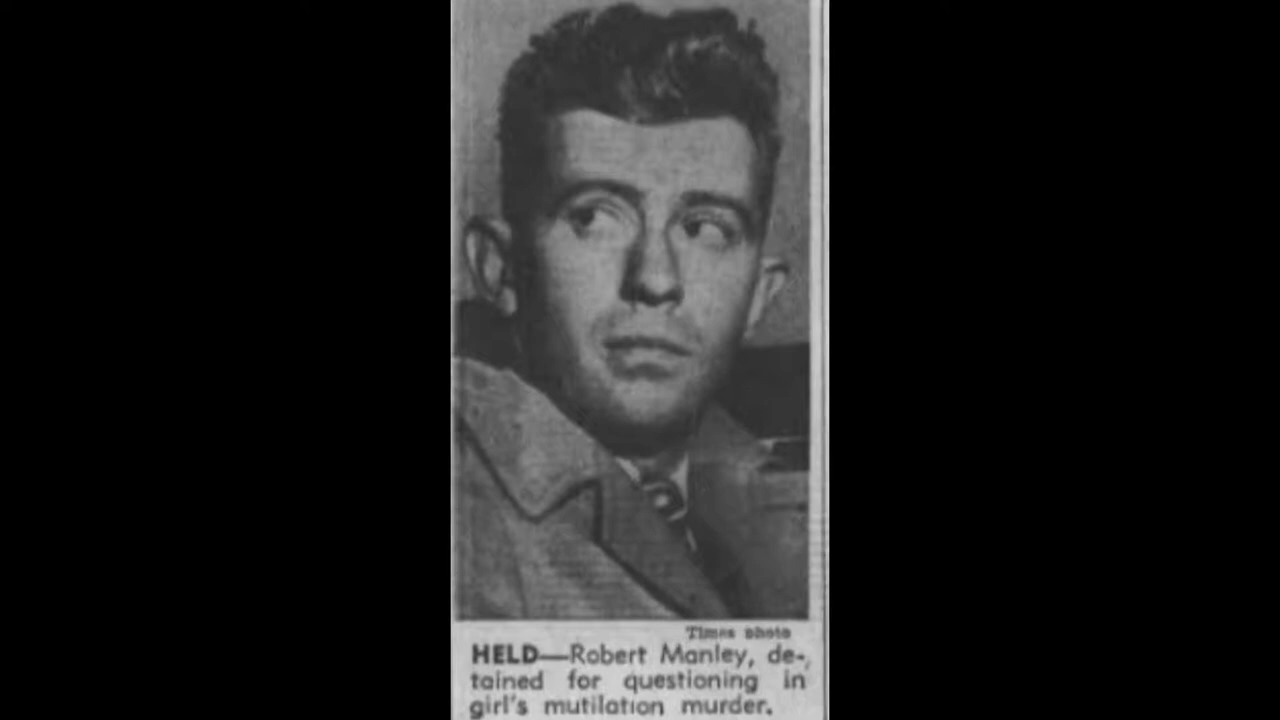 Times photo
HELD—Robert Manley, de-
tained for questioning in
girl's mutilation murder.